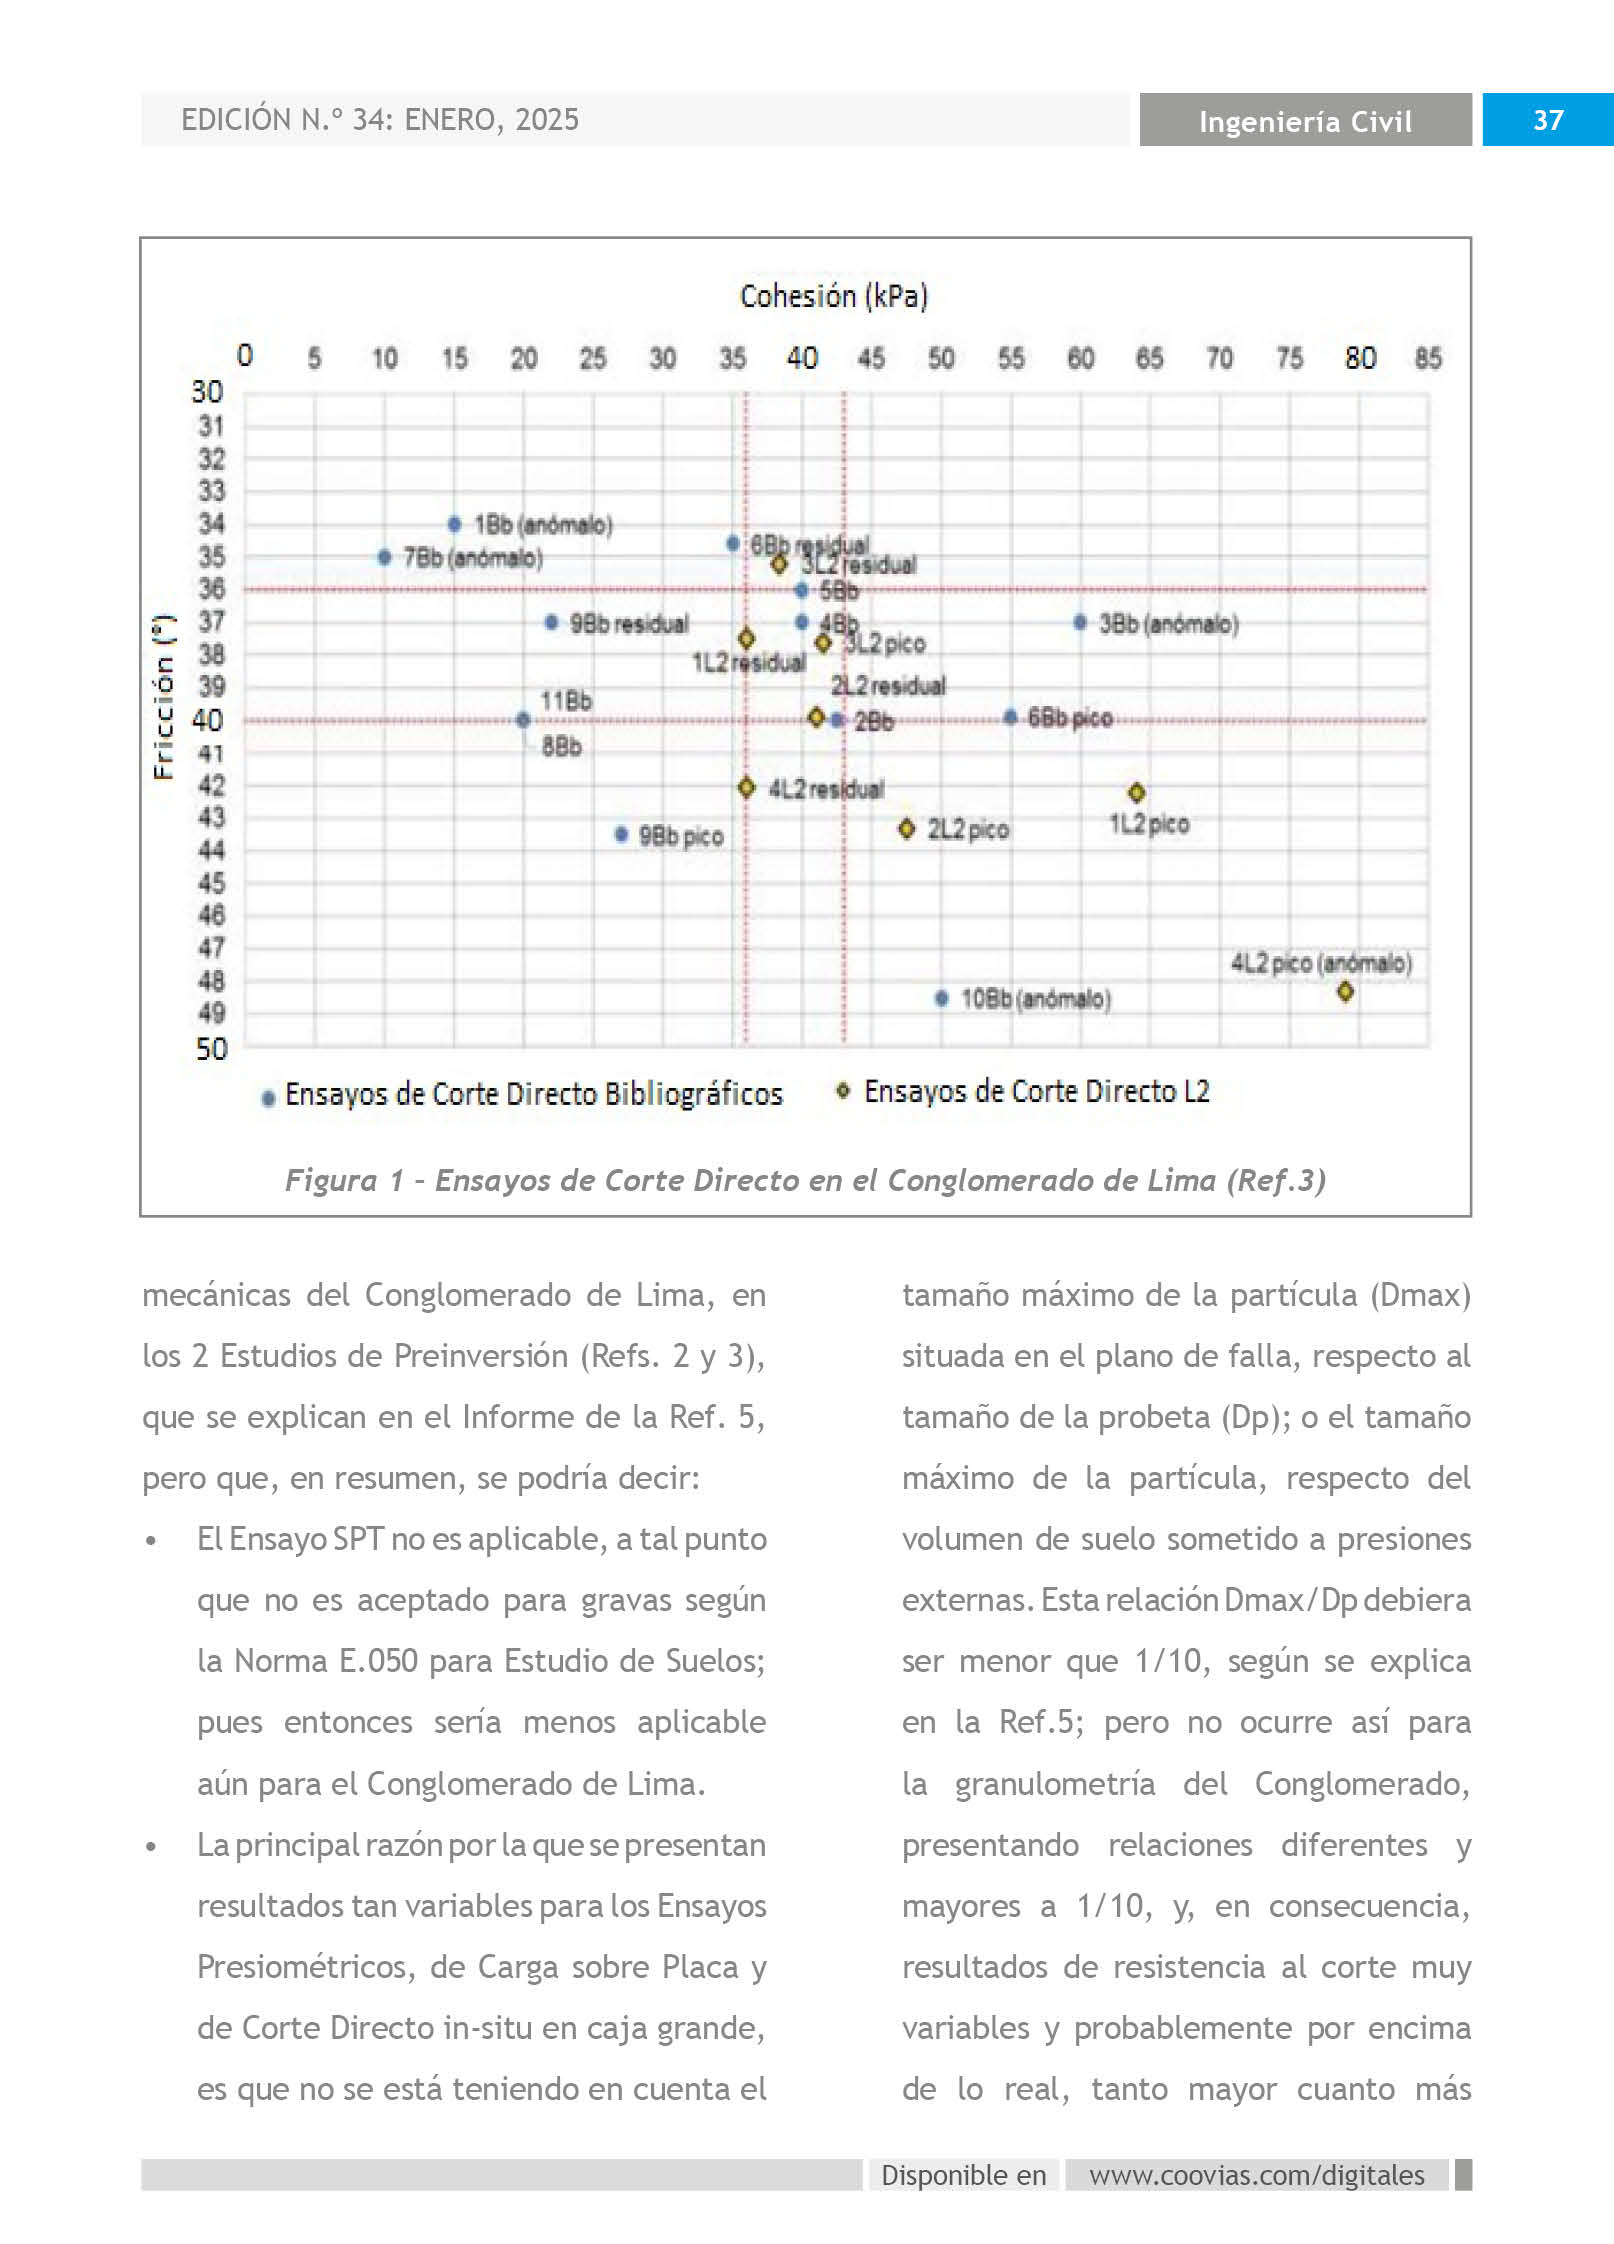 EDICIÓN N.º 34: ENERO, 2025
Ingeniería Civil
37
Cohesión (kPa)
0 5 10 15 20 25 30 35 40 45 50 55 60 65 70 75 80 85
Fricción (°)
30
31
32
33
34
35
36
37
38
39
40
41
42
43
44
45
46
47
48
49
50
1Bb (anómalo)
6Bb residual
7Bb (anómalo)
3L2 residual
5Bb
9Bb residual
4Bb
3Bb (anómalo)
3L2 pico
1L2 residual
2L2 residual
11Bb
2Bb
6Bb pico
8Bb
4L2 residual
1L2 pico
2L2 pico
9Bb pico
4L2 pico (anómalo)
10Bb (anómalo)
Ensayos de Corte Directo Bibliográficos
Ensayos de Corte Directo L2
Figura 1 – Ensayos de Corte Directo en el Conglomerado de Lima (Ref.3)
mecánicas del Conglomerado de Lima, en
los 2 Estudios de Preinversión (Refs. 2 y 3),
que se explican en el Informe de la Ref. 5,
pero que, en resumen, se podría decir:
• El Ensayo SPT no es aplicable, a tal punto
que no es aceptado para gravas según
la Norma E.050 para Estudio de Suelos;
pues entonces sería menos aplicable
aún para el Conglomerado de Lima.
• La principal razón por la que se presentan
resultados tan variables para los Ensayos
Presiométricos, de Carga sobre Placa y
de Corte Directo in-situ en caja grande,
es que no se está teniendo en cuenta el
tamaño máximo de la partícula (Dmax)
situada en el plano de falla, respecto al
tamaño de la probeta (Dp); o el tamaño
máximo de la partícula, respecto del
volumen de suelo sometido a presiones
externas. Esta relación Dmax/Dp debiera
ser menor que 1/10, según se explica
en la Ref.5; pero no ocurre así para
la granulometría del Conglomerado,
presentando relaciones diferentes y
mayores a 1/10, y, en consecuencia,
resultados de resistencia al corte muy
variables y probablemente por encima
de lo real, tanto mayor cuanto más
Disponible en
www.coovias.com/digitales